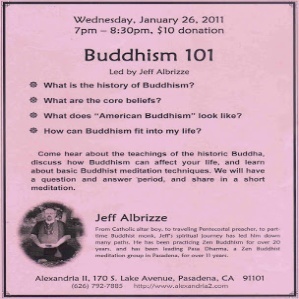 Wednesday, January 26, 2011
7pm – 8:30pm, $10 donation
Buddhism 101
Led by Jeff Albrizze
What is the history of Buddhism?
What are the core beliefs?
What does "American Buddhism" look like?
How can Buddhism fit into my life?
Come hear about the teachings of the historic Buddha,
discuss how Buddhism can affect your life, and learn
about basic Buddhist meditation techniques. We will have
a question and answer period, and share in a short
meditation.
Jeff Albrizze
From Catholic altar boy, to traveling Pentecostal preacher, to part-
time Buddhist monk, Jeff's spiritual journey has led him down
many paths. He has been practicing Zen Buddhism for over 20
years, and has been leading Pasa Dharma, a Zen Buddhist
meditation group in Pasadena, for over 11 years.
Alexandria II, 170 S. Lake Avenue, Pasadena, CA 91101
(626) 792-7885 http://www.alexandria2.com